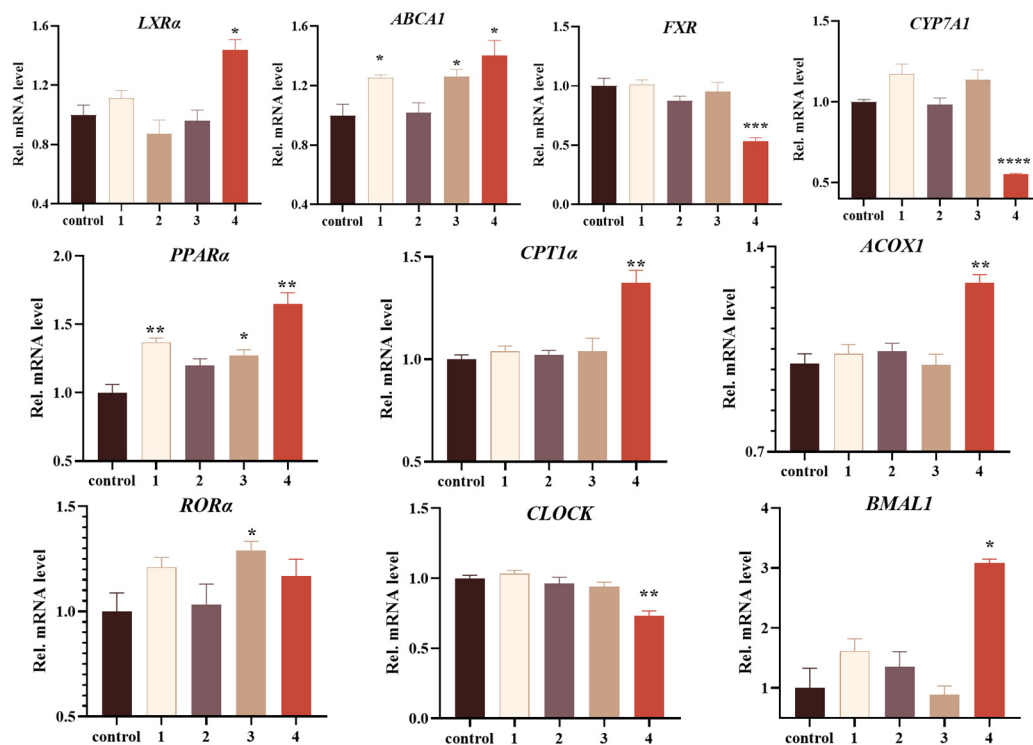 LXRα
Rel. mRNA level
1.6
1.2
0.8
0.4
*
control 1 2 3 4
ABCA1
Rel. mRNA level
1.6
1.2
0.8
0.4
* * *
control 1 2 3 4
FXR
Rel. mRNA level
1.5
1.0
0.5
0.0
***
control 1 2 3 4
CYP7A1
Rel. mRNA level
1.5
1.0
0.5
****
control 1 2 3 4
PPARα
Rel. mRNA level
2.0
1.5
1.0
0.5
** * **
control 1 2 3 4
CPT1α
Rel. mRNA level
1.5
1.0
0.5
**
control 1 2 3 4
ACOX1
Rel. mRNA level
1.4
0.7
**
control 1 2 3 4
RORα
Rel. mRNA level
1.5
1.0
0.5
*
control 1 2 3 4
CLOCK
Rel. mRNA level
1.5
1.0
0.5
0.0
**
control 1 2 3 4
BMAL1
Rel. mRNA level
4
3
2
1
*
control 1 2 3 4